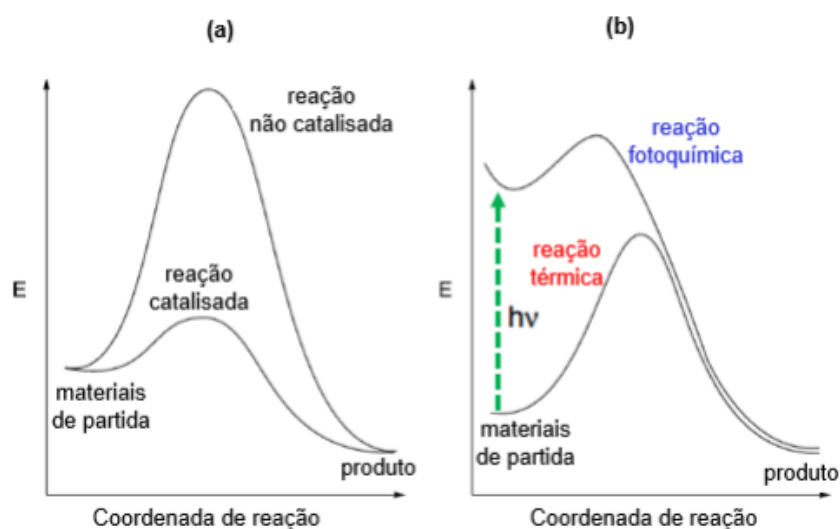 (a)
E
reação
não catalisada
reação
catalisada
materiais
de partida
produto
Coordenada de reação
(b)
E
reação
fotoquímica
reação
térmica
hν
materiais
de partida
produto
Coordenada de reação